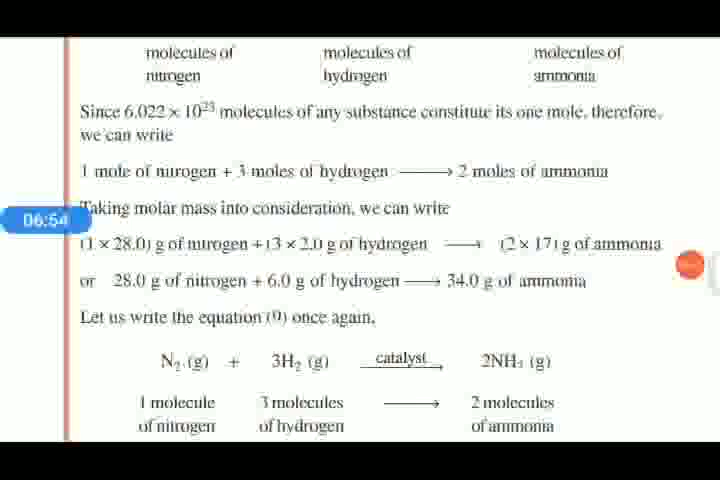 molecules of molecules of molecules of
nitrogen hydrogen ammonia
Since 6.022 × 10²³ molecules of any substance constitute its one mole, therefore,
we can write
1 mole of nitrogen + 3 moles of hydrogen ⟶ 2 moles of ammonia
Taking molar mass into consideration, we can write
06:54
(1 × 28.0) g of nitrogen + (3 × 2.0 g of hydrogen ⟶ (2 × 17) g of ammonia
or 28.0 g of nitrogen + 6.0 g of hydrogen ⟶ 34.0 g of ammonia
Let us write the equation (i) once again,
N₂ (g) + 3H₂ (g) catalyst ⟶ 2NH₃ (g)
1 molecule 3 molecules ⟶ 2 molecules
of nitrogen of hydrogen of ammonia